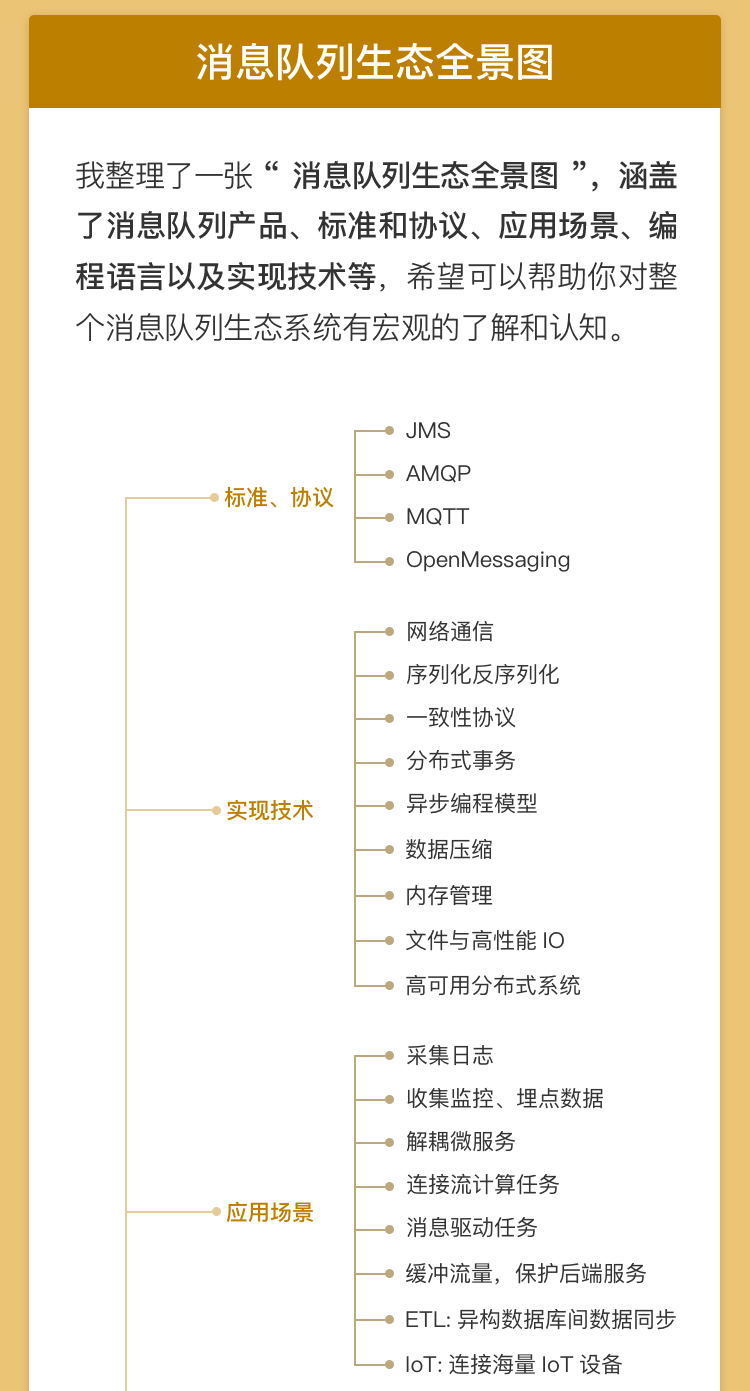 消息队列生态全景图
我整理了一张“ 消息队列生态全景图 ”，涵盖
了消息队列产品、标准和协议、应用场景、编
程语言以及实现技术等，希望可以帮助你对整
个消息队列生态系统有宏观的了解和认知。
标准、协议
JMS
AMQP
MQTT
OpenMessaging
实现技术
网络通信
序列化反序列化
一致性协议
分布式事务
异步编程模型
数据压缩
内存管理
文件与高性能 IO
高可用分布式系统
应用场景
采集日志
收集监控、埋点数据
解耦微服务
连接流计算任务
消息驱动任务
缓冲流量，保护后端服务
ETL: 异构数据库间数据同步
IoT: 连接海量 IoT 设备